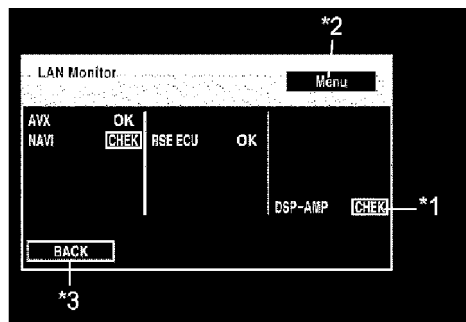 *2
LAN Monitor
Menu
AVX OK
NAVI CHEK RSE ECU OK
DSP-AMP CHEK *1
BACK
*3